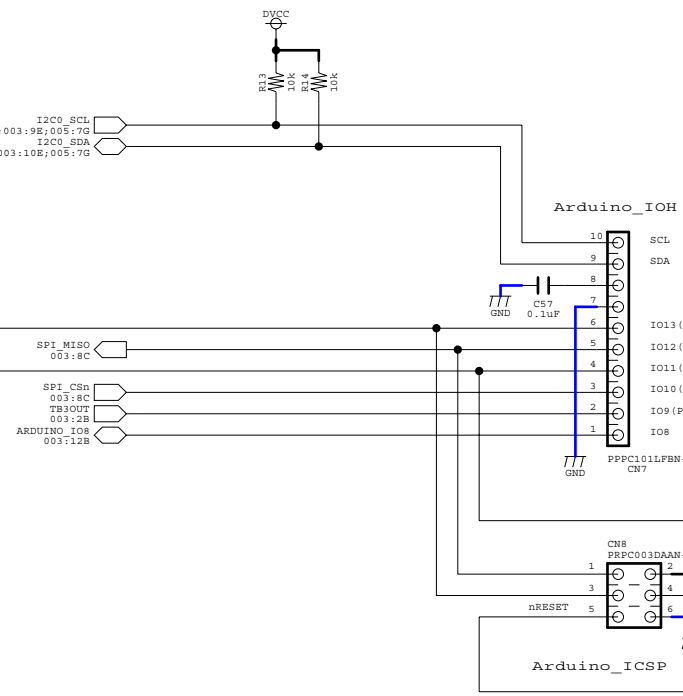 DVCC
R13
10k
R14
10k
I2C0_SCL
003:9E;005:7G
I2C0_SDA
003:10E;005:7G
Arduino_IOH
10
SCL
9
SDA
8
C57
0.1uF
GND
7
6
IO13(
SPI_MISO
003:8C
5
IO12(
4
IO11(
SPI_CSn
003:8C
3
IO10(
TB3OUT
003:2B
2
IO9(P
ARDUINO_IO8
003:12B
1
IO8
GND
PPPC101LFBN-
CN7
CN8
PRPC003DAAN-
1
2
3
4
nRESET
5
6
Arduino_ICSP